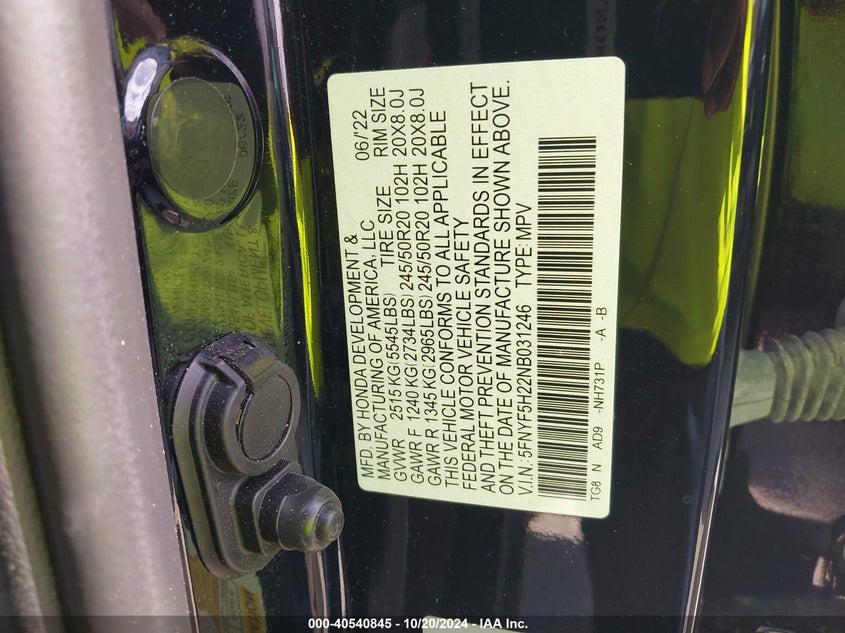 MFD. BY HONDA DEVELOPMENT &
MANUFACTURING OF AMERICA, LLC 06/'22
GVWR 2515 KG(5545LBS) TIRE SIZE RIM SIZE
GAWR F 1240 KG(2734LBS) 245/50R20 102H 20X8.0J
GAWR R 1345 KG(2965LBS) 245/50R20 102H 20X8.0J
THIS VEHICLE CONFORMS TO ALL APPLICABLE
FEDERAL MOTOR VEHICLE SAFETY
AND THEFT PREVENTION STANDARDS IN EFFECT
ON THE DATE OF MANUFACTURE SHOWN ABOVE.
V.I.N.: 5FNYF5H22NB031246 TYPE: MPV
TG8 N AD9 -NH731P -A -B
000-40540845 - 10/20/2024 - IAA Inc.